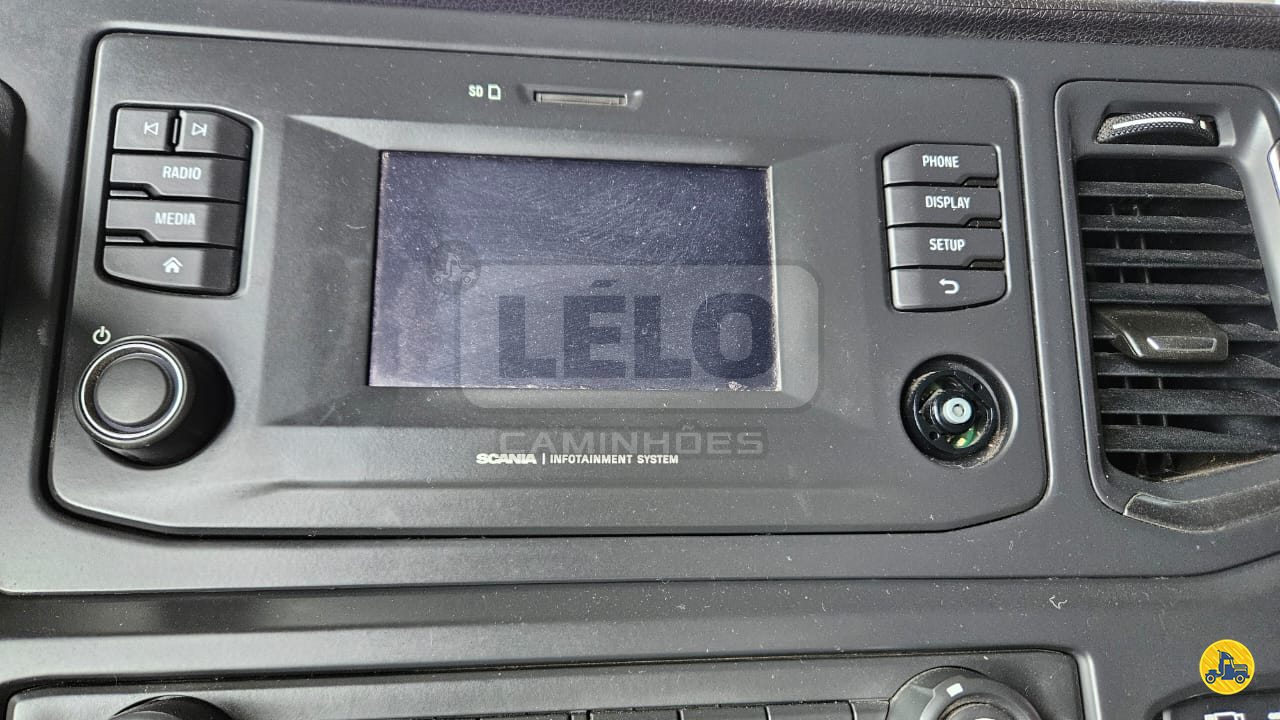 SD
RADIO
MEDIA
PHONE
DISPLAY
SETUP
LÉLO
CAMINHÕES
SCANIA | INFOTAINMENT SYSTEM